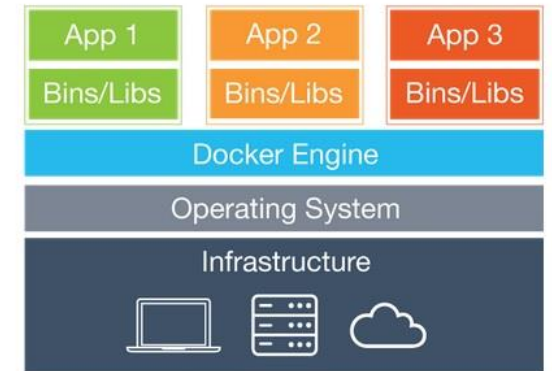 App 1 App 2 App 3
Bins/Libs Bins/Libs Bins/Libs
Docker Engine
Operating System
Infrastructure